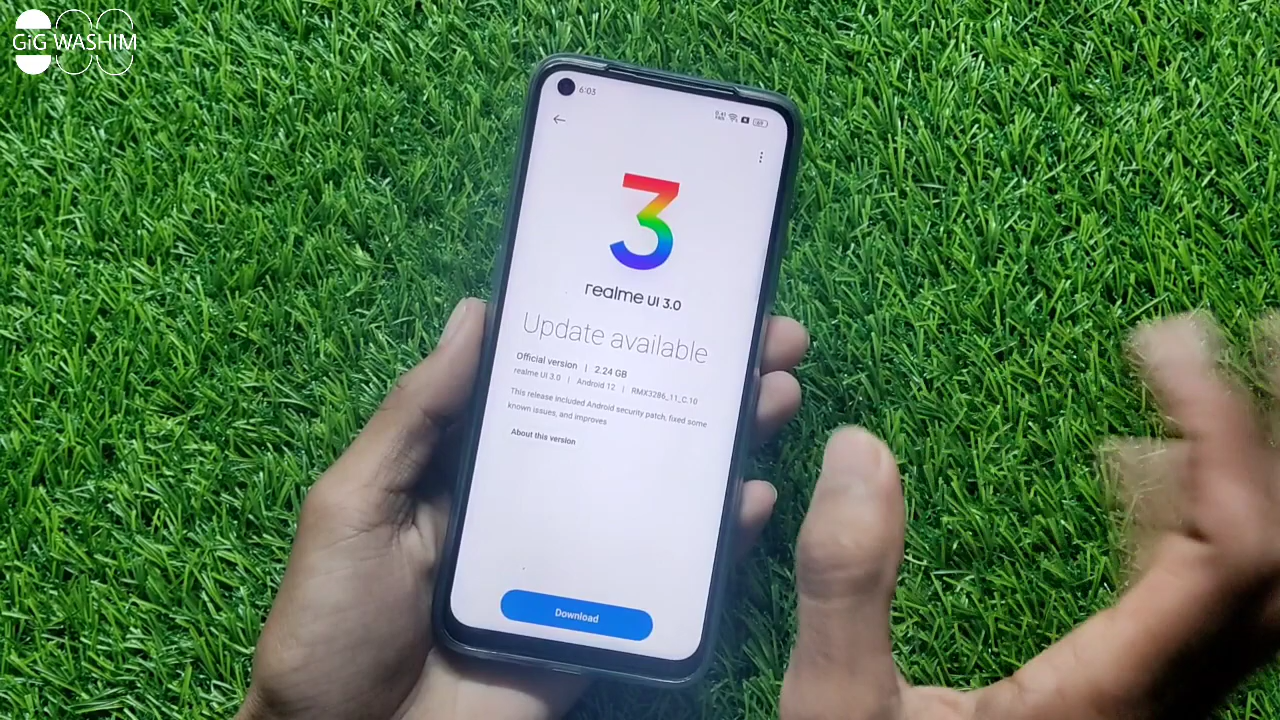 GiG WASHIM
6:03
3
realme UI 3.0
Update available
Official version | 2.24 GB
realme UI 3.0 | Android 12 | RMX3286_11_C.10
This release included Android security patch, fixed some
known issues, and improves
About this version
Download